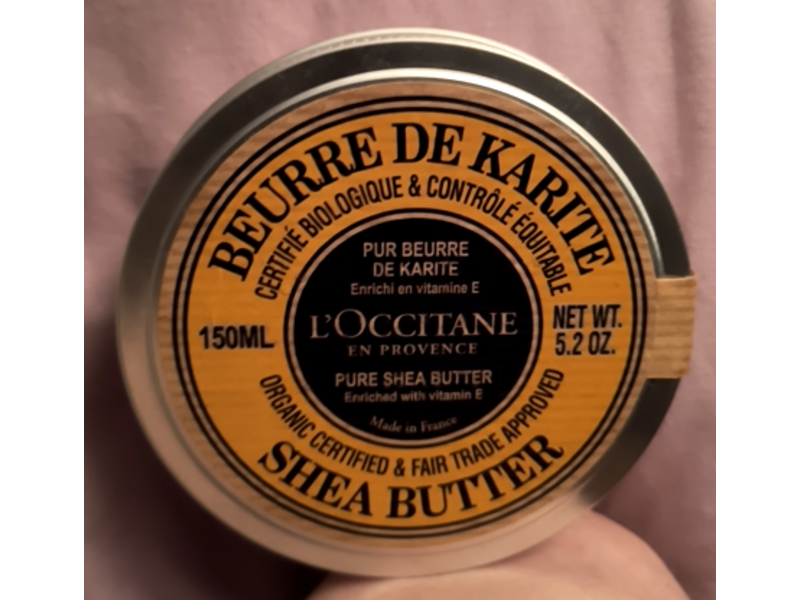 BEURRE DE KARITE
CERTIFIÉ BIOLOGIQUE & CONTRÔLÉ ÉQUITABLE
PUR BEURRE
DE KARITE
Enrichi en vitamine E
150ML
L'OCCITANE
EN PROVENCE
NET WT.
5.2 OZ.
PURE SHEA BUTTER
Enriched with vitamin E
Made in France
ORGANIC CERTIFIED & FAIR TRADE APPROVED
SHEA BUTTER